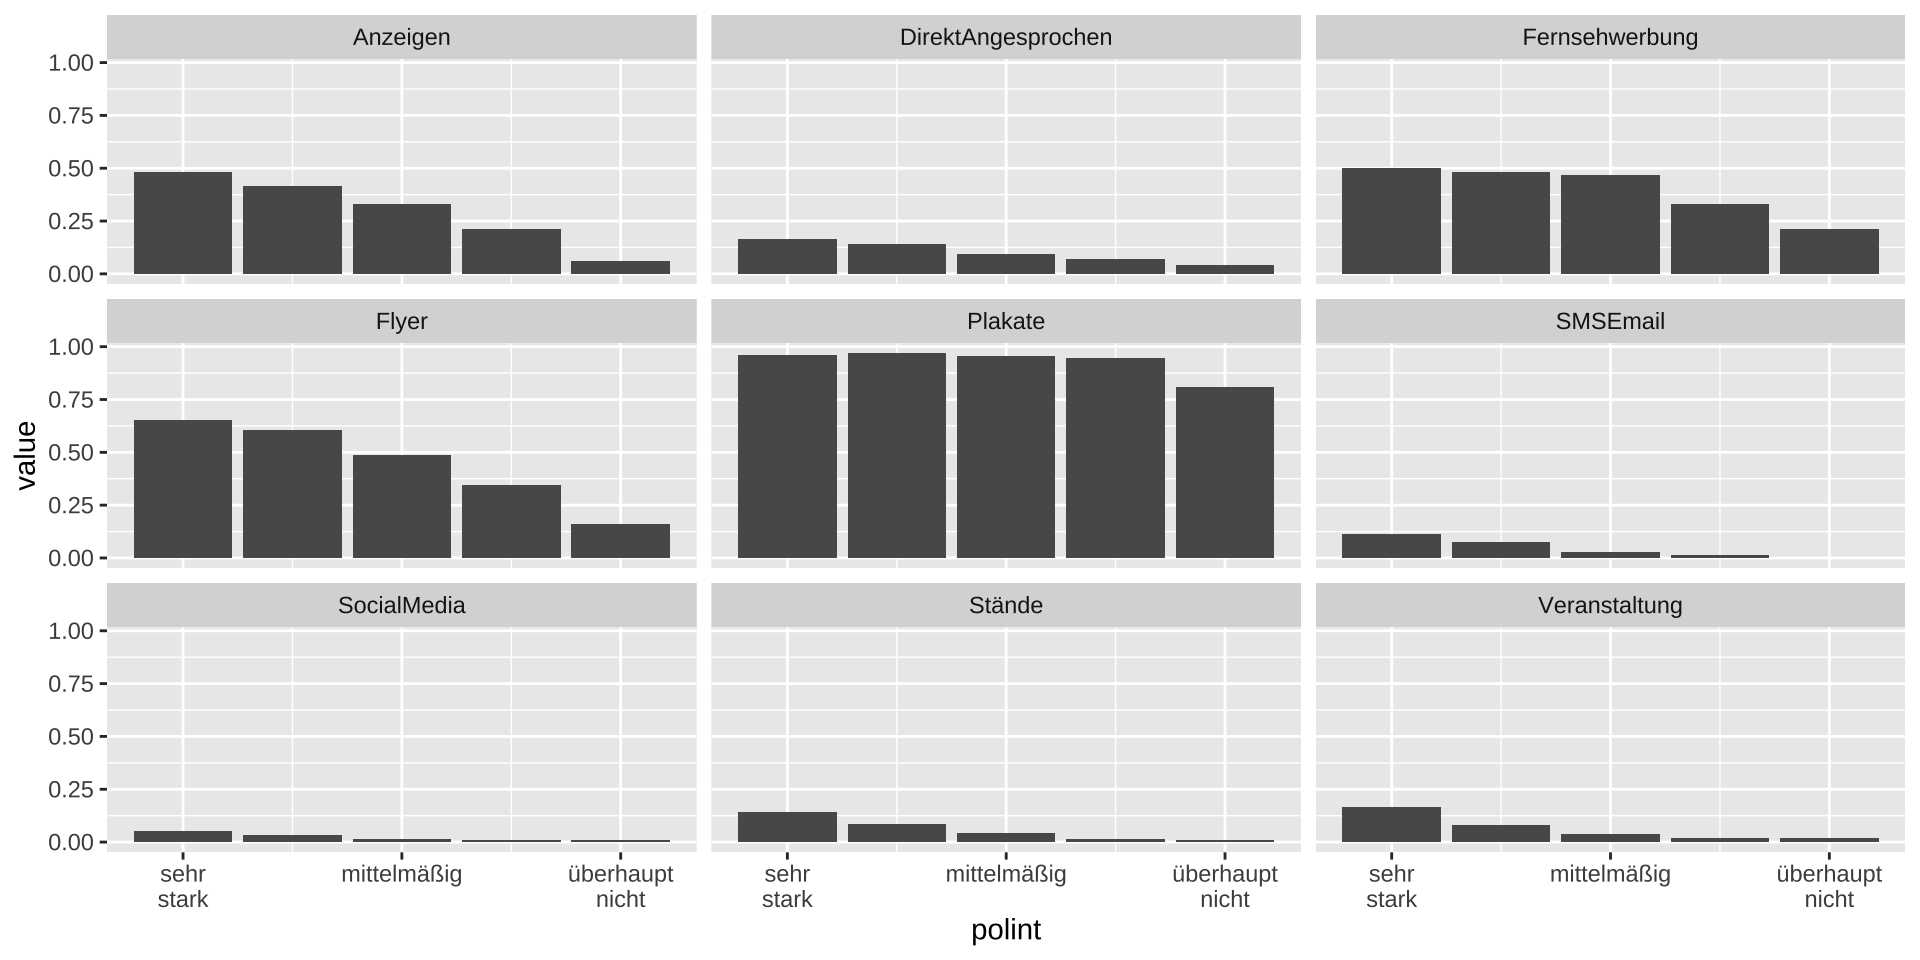 Anzeigen
DirektAngesprochen
Fernsehwerbung
1.00
0.75
0.50
0.25
0.00
Flyer
Plakate
SMSEmail
1.00
0.75
0.50
0.25
0.00
value
SocialMedia
Stände
Veranstaltung
1.00
0.75
0.50
0.25
0.00
sehr stark
mittelmäßig
überhaupt nicht
sehr stark
mittelmäßig
überhaupt nicht
sehr stark
mittelmäßig
überhaupt nicht
polint